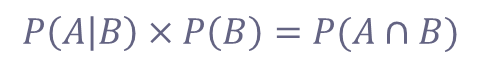 P(A|B) × P(B) = P(A ∩ B)